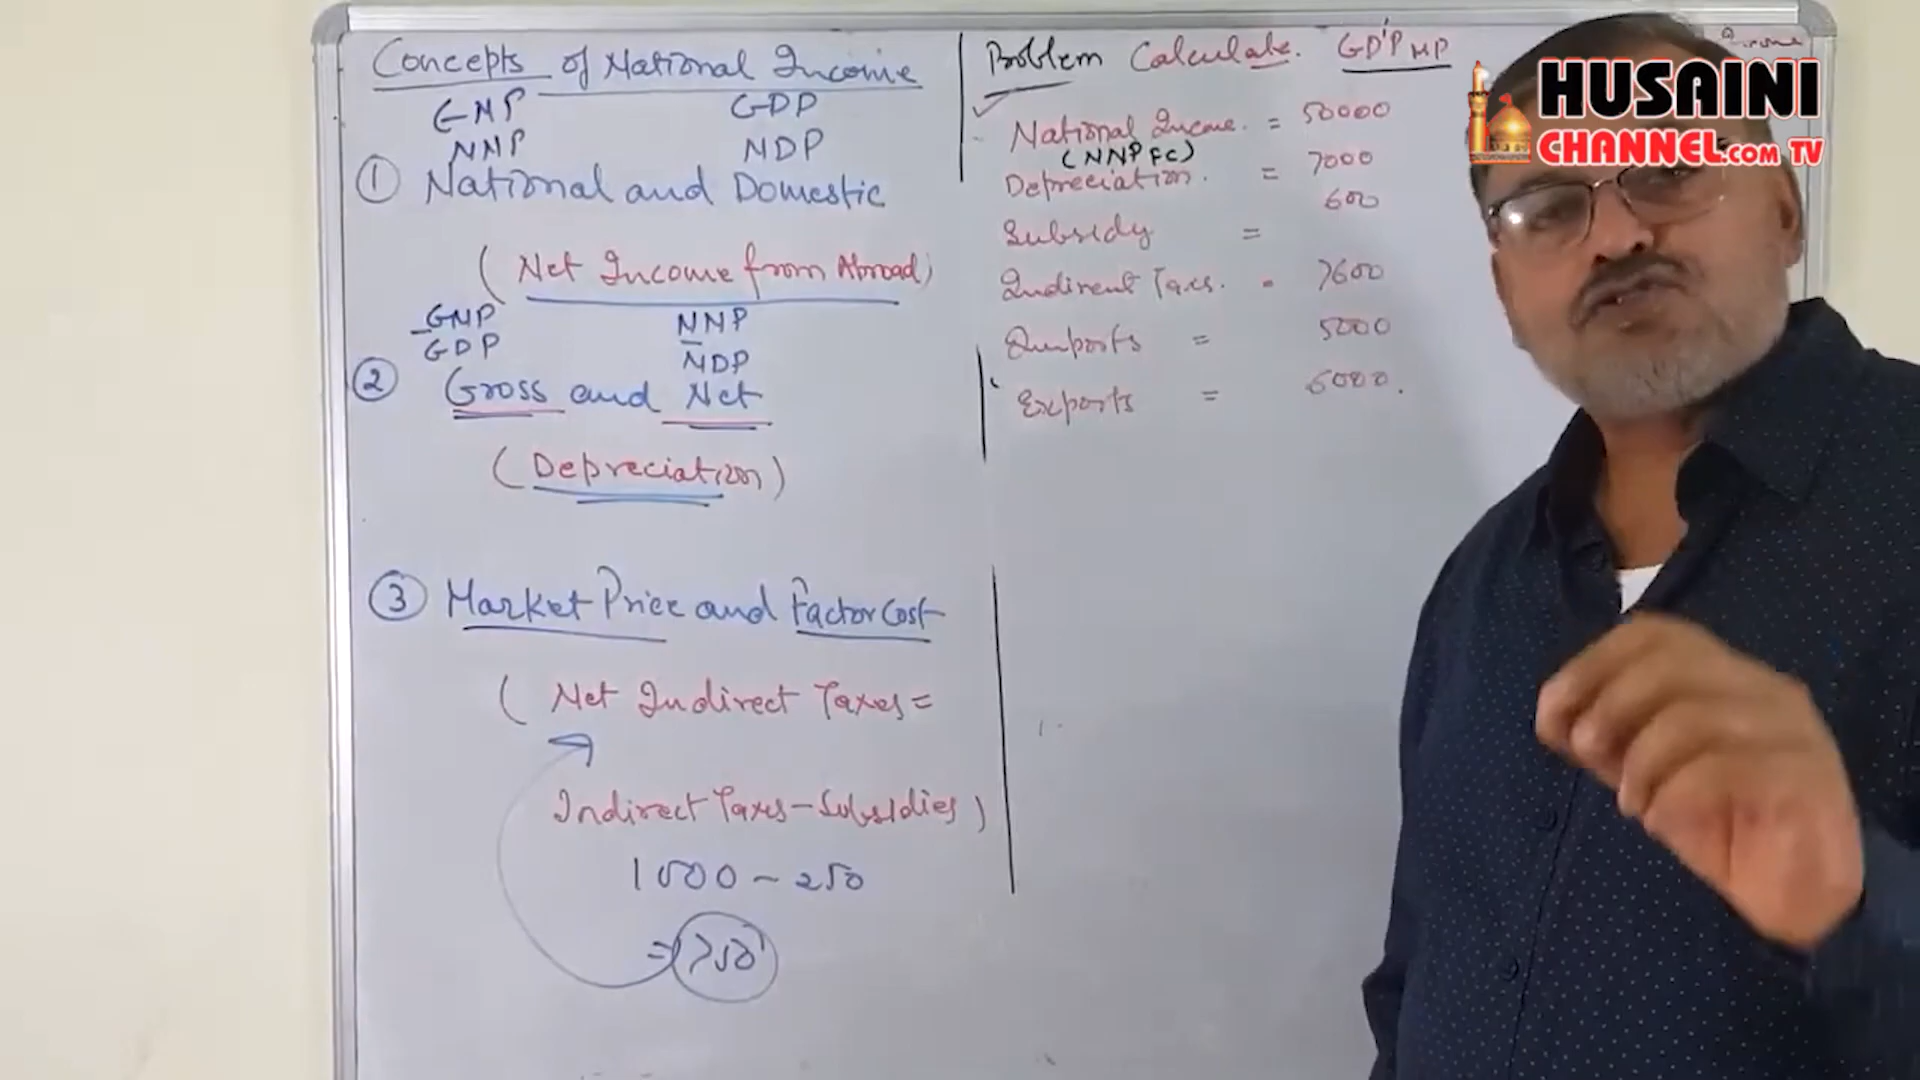 Concepts of National Income
GNP GDP
NNP NDP
① National and Domestic
( Net Income from Abroad)
GNP NNP
GDP NDP
② Gross and Net
( Depreciation)
③ Market Price and Factor Cost
( Net Indirect Taxes =
Indirect Taxes - Subsidies )
1000 - 250
= 750
Problem Calculate. GDP MP
National Income. = 50000
(NNP FC)
Depreciation. = 7000
Subsidy = 600
Indirect Taxes. = 7600
Imports = 5000
Exports = 6000.
HUSAINI
CHANNEL.COM TV